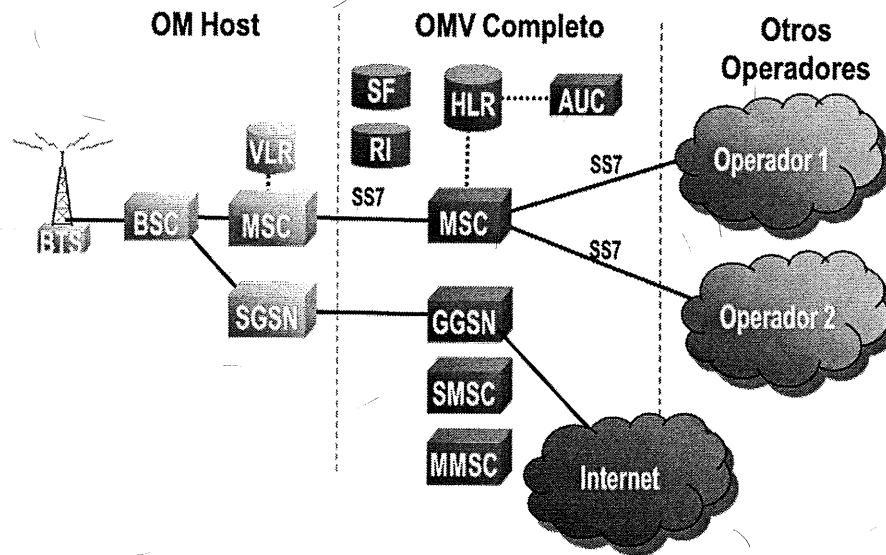 OM Host
OMV Completo
Otros
Operadores
SF
HLR
AUC
RI
VLR
Operador 1
SS7
SS7
BTS
BSC
MSC
MSC
SS7
SGSN
GGSN
Operador 2
SMSC
MMSC
Internet